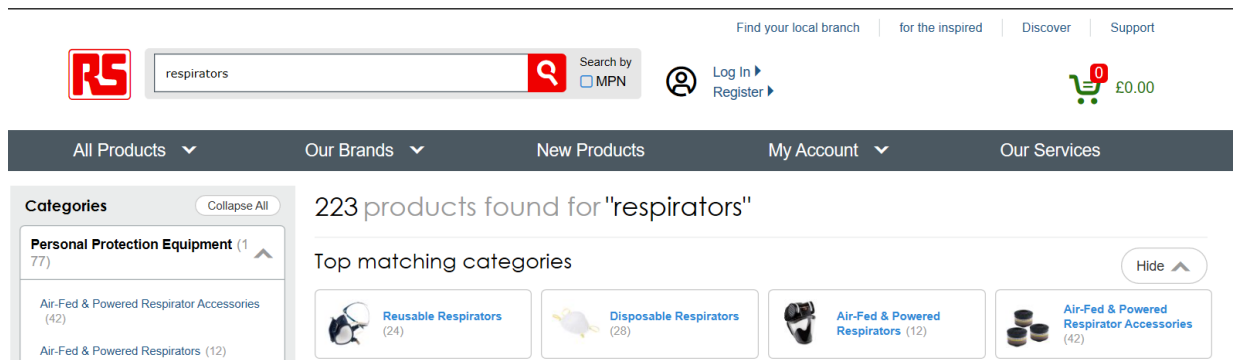 Find your local branch
for the inspired
Discover
Support
RS
respirators
Search by
MPN
Log In
Register
0
£0.00
All Products
Our Brands
New Products
My Account
Our Services
Categories
Collapse All
223 products found for "respirators"
Personal Protection Equipment (1
77)
Top matching categories
Hide
Air-Fed & Powered Respirator Accessories
(42)
Air-Fed & Powered Respirators (12)
Reusable Respirators
(24)
Disposable Respirators
(28)
Air-Fed & Powered
Respirators (12)
Air-Fed & Powered
Respirator Accessories
(42)